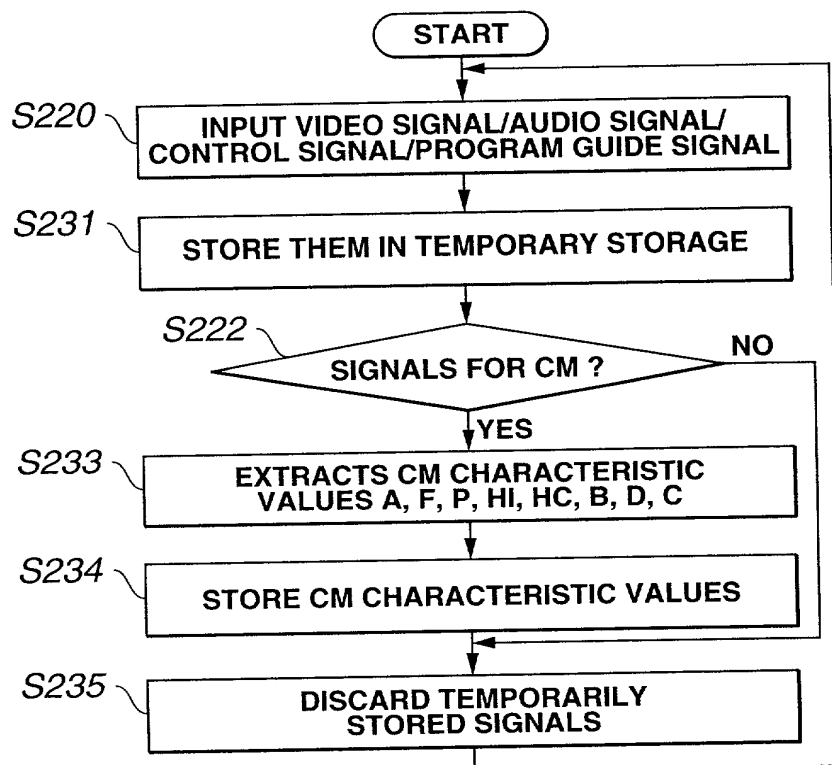 START
S220
INPUT VIDEO SIGNAL/AUDIO SIGNAL/
CONTROL SIGNAL/PROGRAM GUIDE SIGNAL
S231
STORE THEM IN TEMPORARY STORAGE
S222
SIGNALS FOR CM ?
NO
YES
S233
EXTRACTS CM CHARACTERISTIC
VALUES A, F, P, HI, HC, B, D, C
S234
STORE CM CHARACTERISTIC VALUES
S235
DISCARD TEMPORARILY
STORED SIGNALS